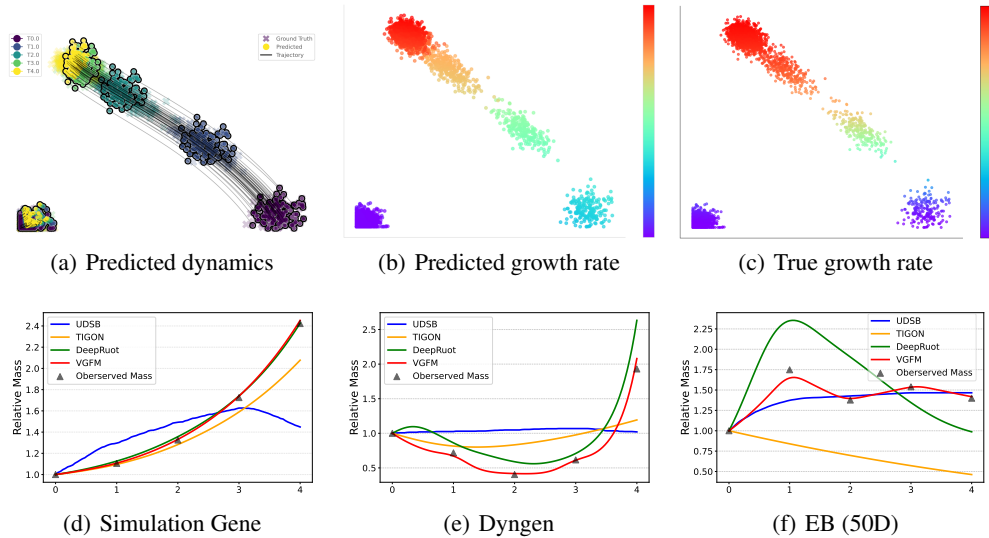 T0.0
T1.0
T2.0
T3.0
T4.0
Ground Truth
Predicted
Trajectory
(a) Predicted dynamics
(b) Predicted growth rate
(c) True growth rate
Relative Mass
2.4
2.2
2.0
1.8
1.6
1.4
1.2
1.0
0 1 2 3 4
UDSB
TIGON
DeepRuot
VGFM
Oberserved Mass
(d) Simulation Gene
Relative Mass
2.5
2.0
1.5
1.0
0.5
0 1 2 3 4
UDSB
TIGON
DeepRuot
VGFM
Oberserved Mass
(e) Dyngen
Relative Mass
2.25
2.00
1.75
1.50
1.25
1.00
0.75
0.50
0 1 2 3 4
UDSB
TIGON
DeepRuot
VGFM
Oberserved Mass
(f) EB (50D)